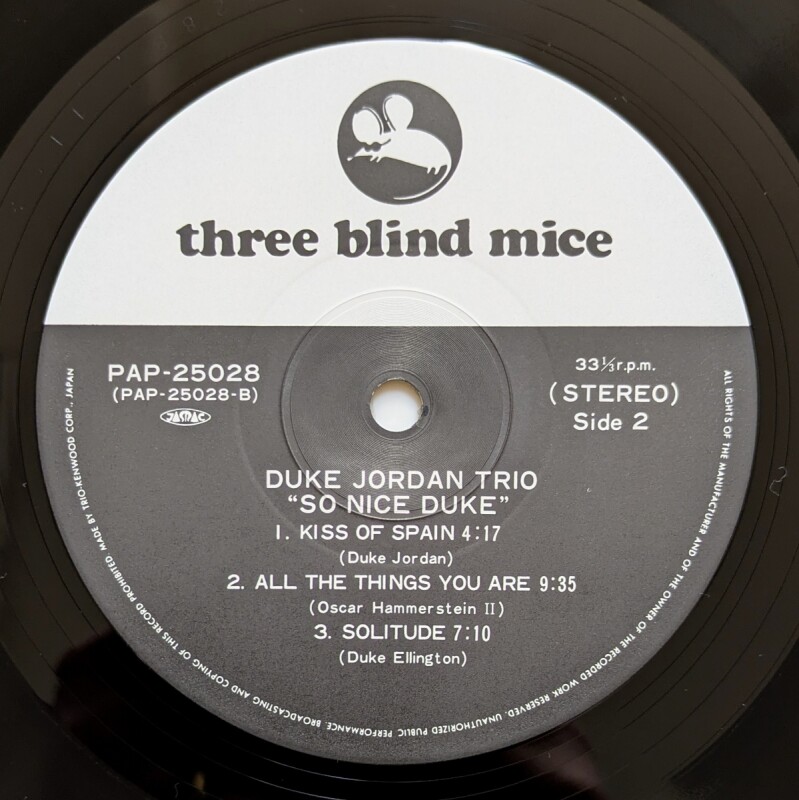 three blind mice
PAP-25028
(PAP-25028-B)
JASRAC
33⅓r.p.m.
(STEREO)
Side 2
DUKE JORDAN TRIO
“SO NICE DUKE”
1. KISS OF SPAIN 4:17
(Duke Jordan)
2. ALL THE THINGS YOU ARE 9:35
(Oscar Hammerstein II)
3. SOLITUDE 7:10
(Duke Ellington)
ALL RIGHTS OF THE MANUFACTURER AND OF THE OWNER OF THE RECORDED WORK RESERVED. UNAUTHORIZED PUBLIC PERFORMANCE. BROADCASTING AND COPYING OF THIS RECORD PROHIBITED. MADE BY TRIO-KENWOOD CORP., JAPAN